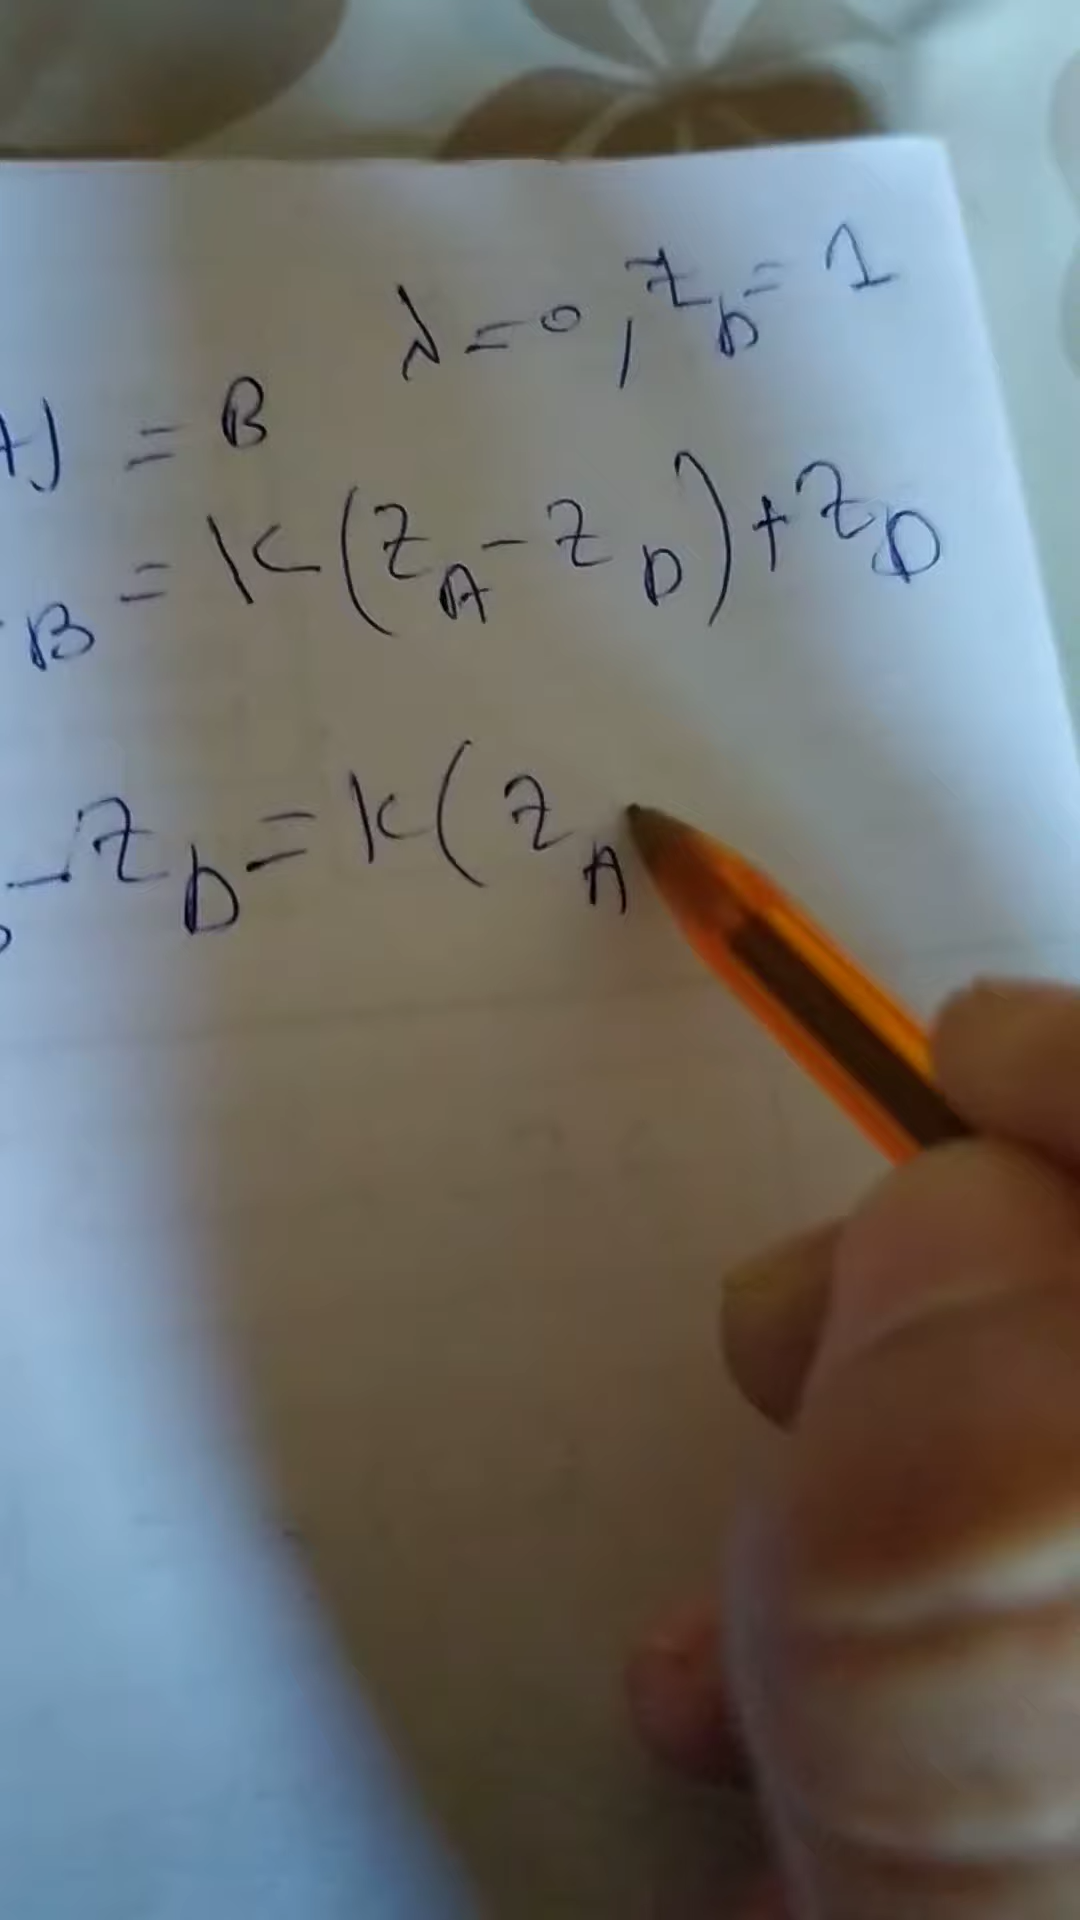 λ = 0, z_D = 1
A) = B
B = K(z_A - z_D) + z_D
- z_D = K(z_A